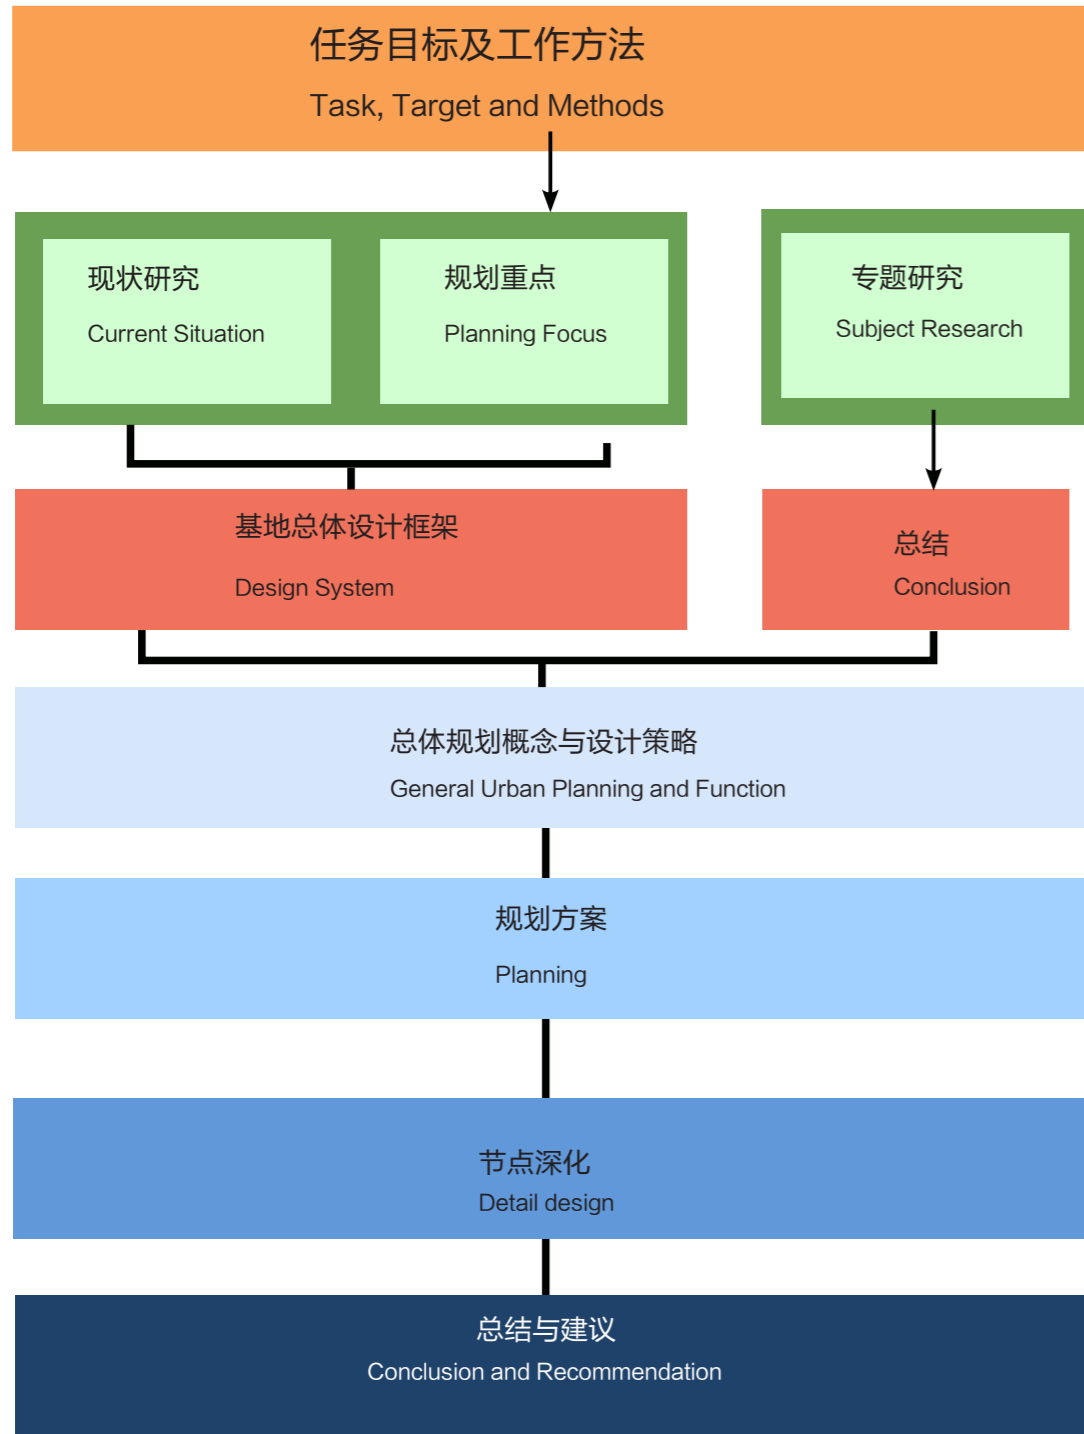 任务目标及工作方法
Task, Target and Methods
现状研究
Current Situation
规划重点
Planning Focus
专题研究
Subject Research
基地总体设计框架
Design System
总结
Conclusion
总体规划概念与设计策略
General Urban Planning and Function
规划方案
Planning
节点深化
Detail design
总结与建议
Conclusion and Recommendation